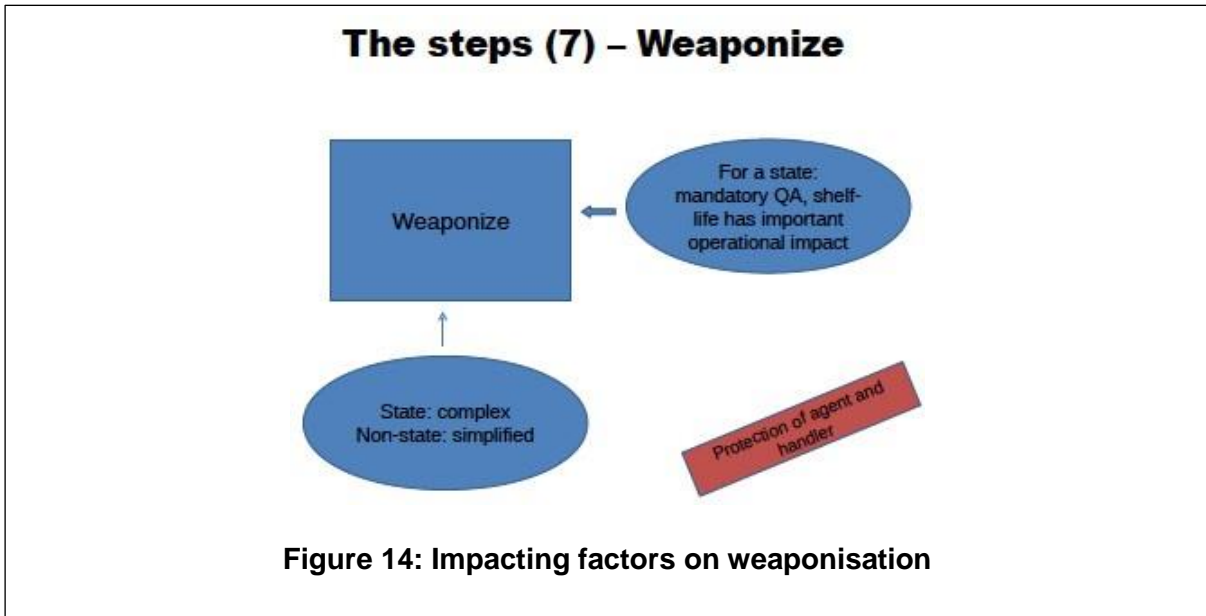 The steps (7) – Weaponize
Weaponize
For a state:
mandatory QA, shelf-
life has important
operational impact
State: complex
Non-state: simplified
Protection of agent and
handler
Figure 14: Impacting factors on weaponisation